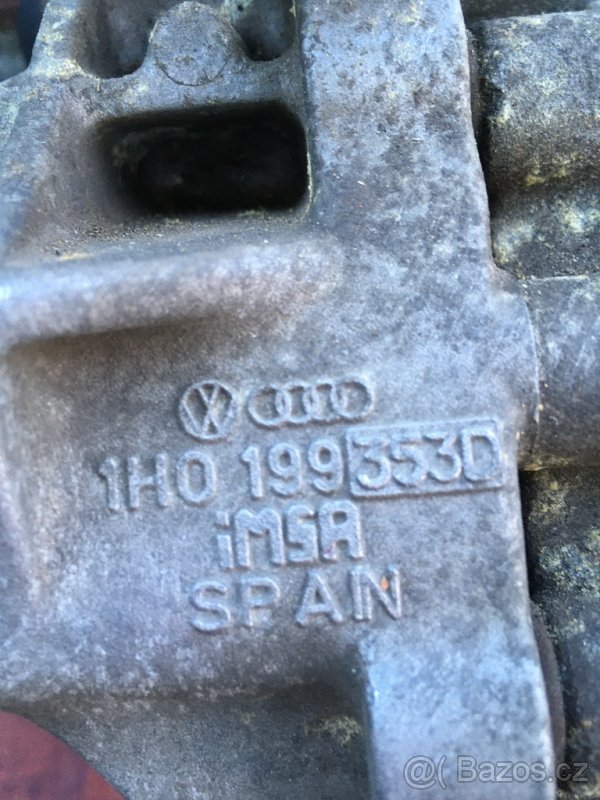 1H0 199 353D
iMSA
SPAIN
@( Bazos.cz